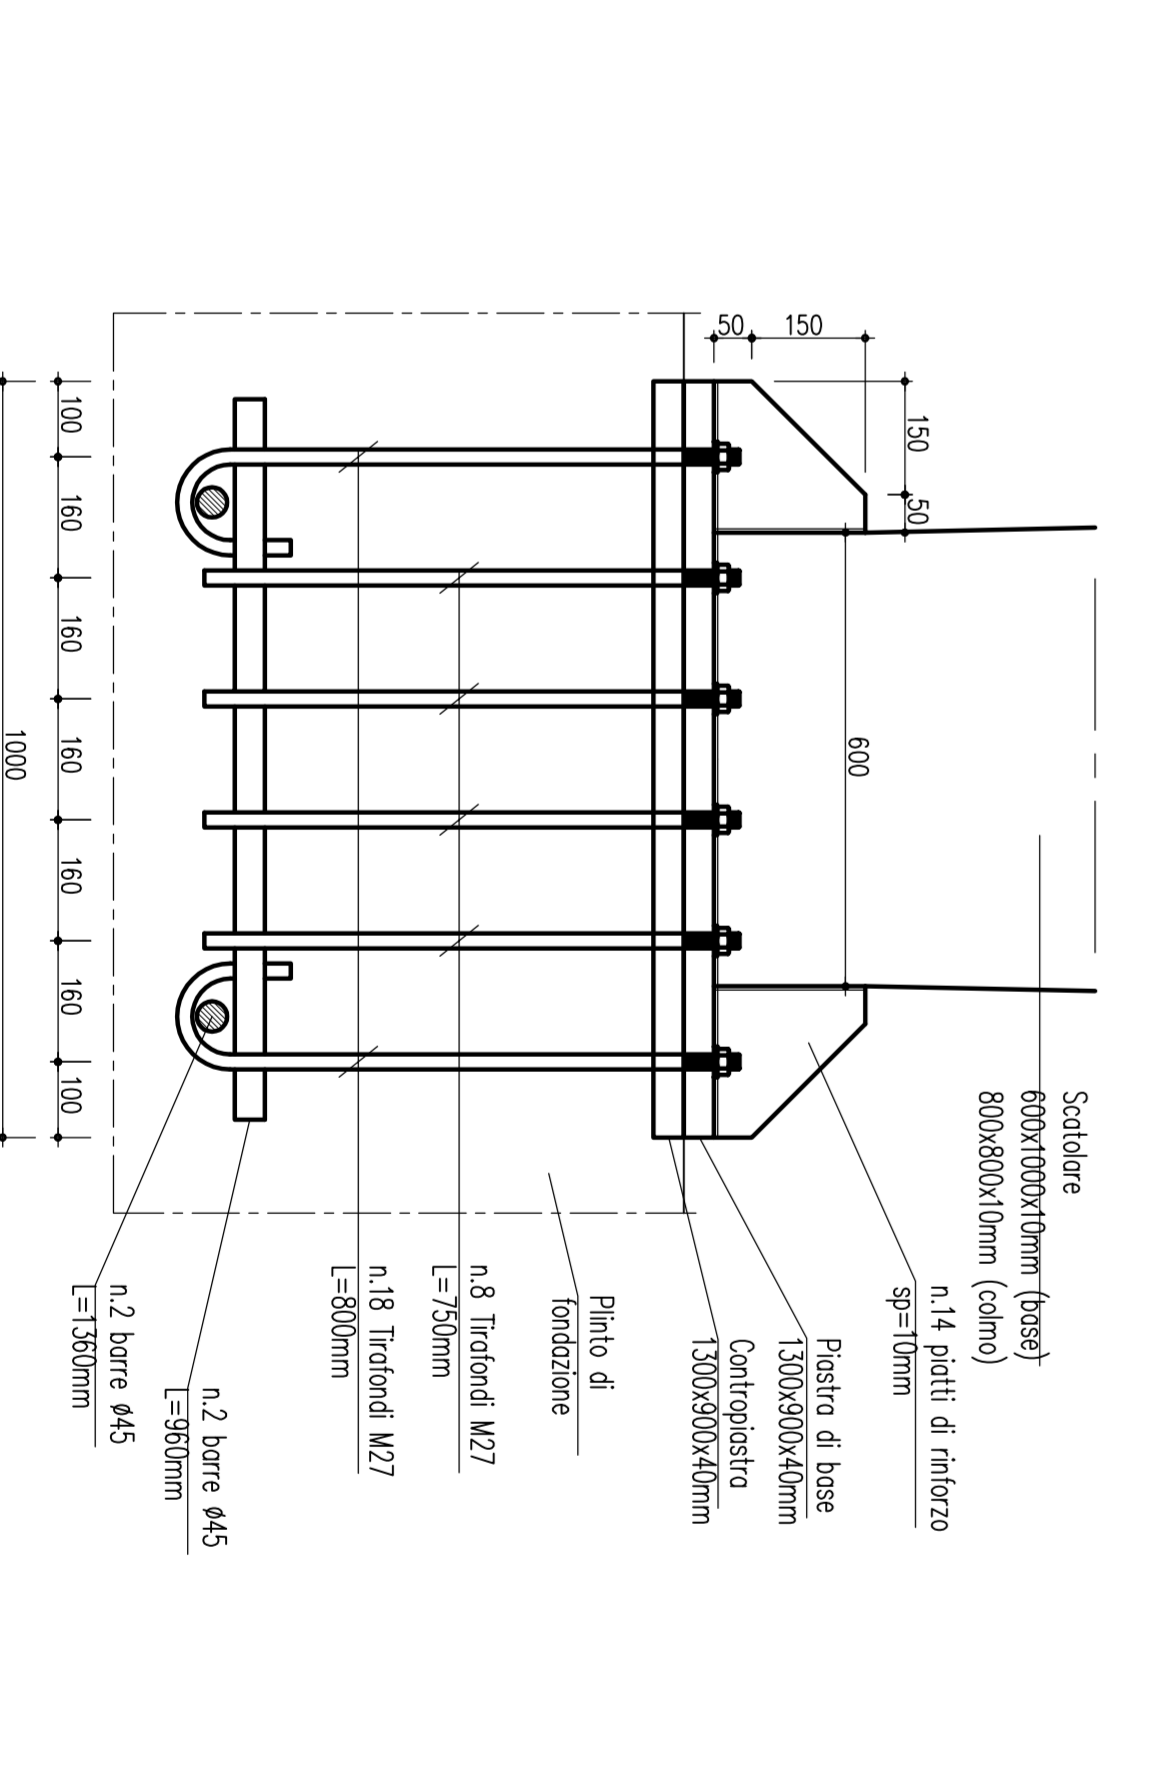 Scatolare
600x1000x10mm (base)
800x800x10mm (colmo)
n.14 piatti di rinforzo
sp=10mm
Piastra di base
1300x900x40mm
Contropiastra
1300x900x40mm
Plinto di
fondazione
n.8 Tirafondi M27
L=750mm
n.18 Tirafondi M27
L=800mm
n.2 barre Ø45
L=960mm
n.2 barre Ø45
L=1360mm
150
50
50
150
600
100
160
160
160
160
160
100
1000